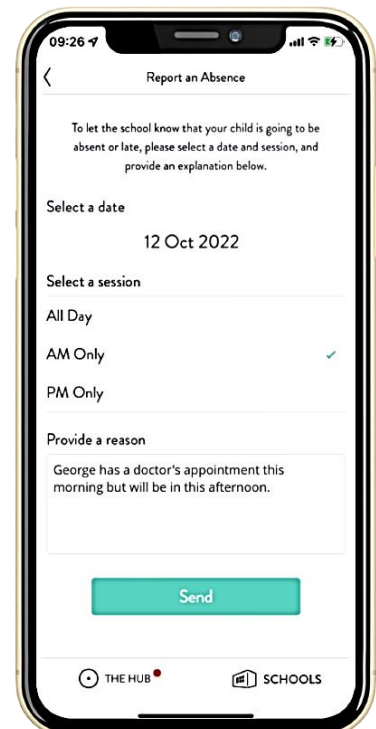 09:26
Report an Absence
To let the school know that your child is going to be
absent or late, please select a date and session, and
provide an explanation below.
Select a date
12 Oct 2022
Select a session
All Day
AM Only
PM Only
Provide a reason
George has a doctor's appointment this
morning but will be in this afternoon.
Send
THE HUB
SCHOOLS